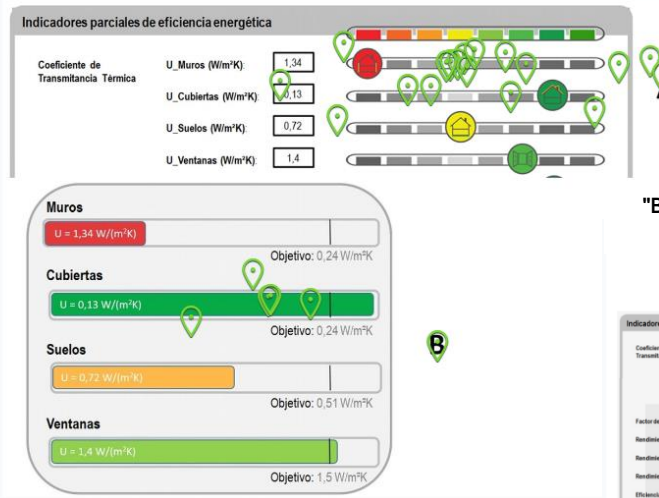 Indicadores parciales de eficiencia energética
Coeficiente de
Transmitancia Térmica
U_Muros (W/m²K):
1,34
U_Cubiertas (W/m²K):
0,13
U_Suelos (W/m²K):
0,72
U_Ventanas (W/m²K):
1,4
Muros
U = 1,34 W/(m²K)
Objetivo: 0,24 W/m²K
Cubiertas
U = 0,13 W/(m²K)
Objetivo: 0,24 W/m²K
Suelos
U = 0,72 W/(m²K)
Objetivo: 0,51 W/m²K
Ventanas
U = 1,4 W/(m²K)
Objetivo: 1,5 W/m²K
B
"B
Indicadores
Factor de